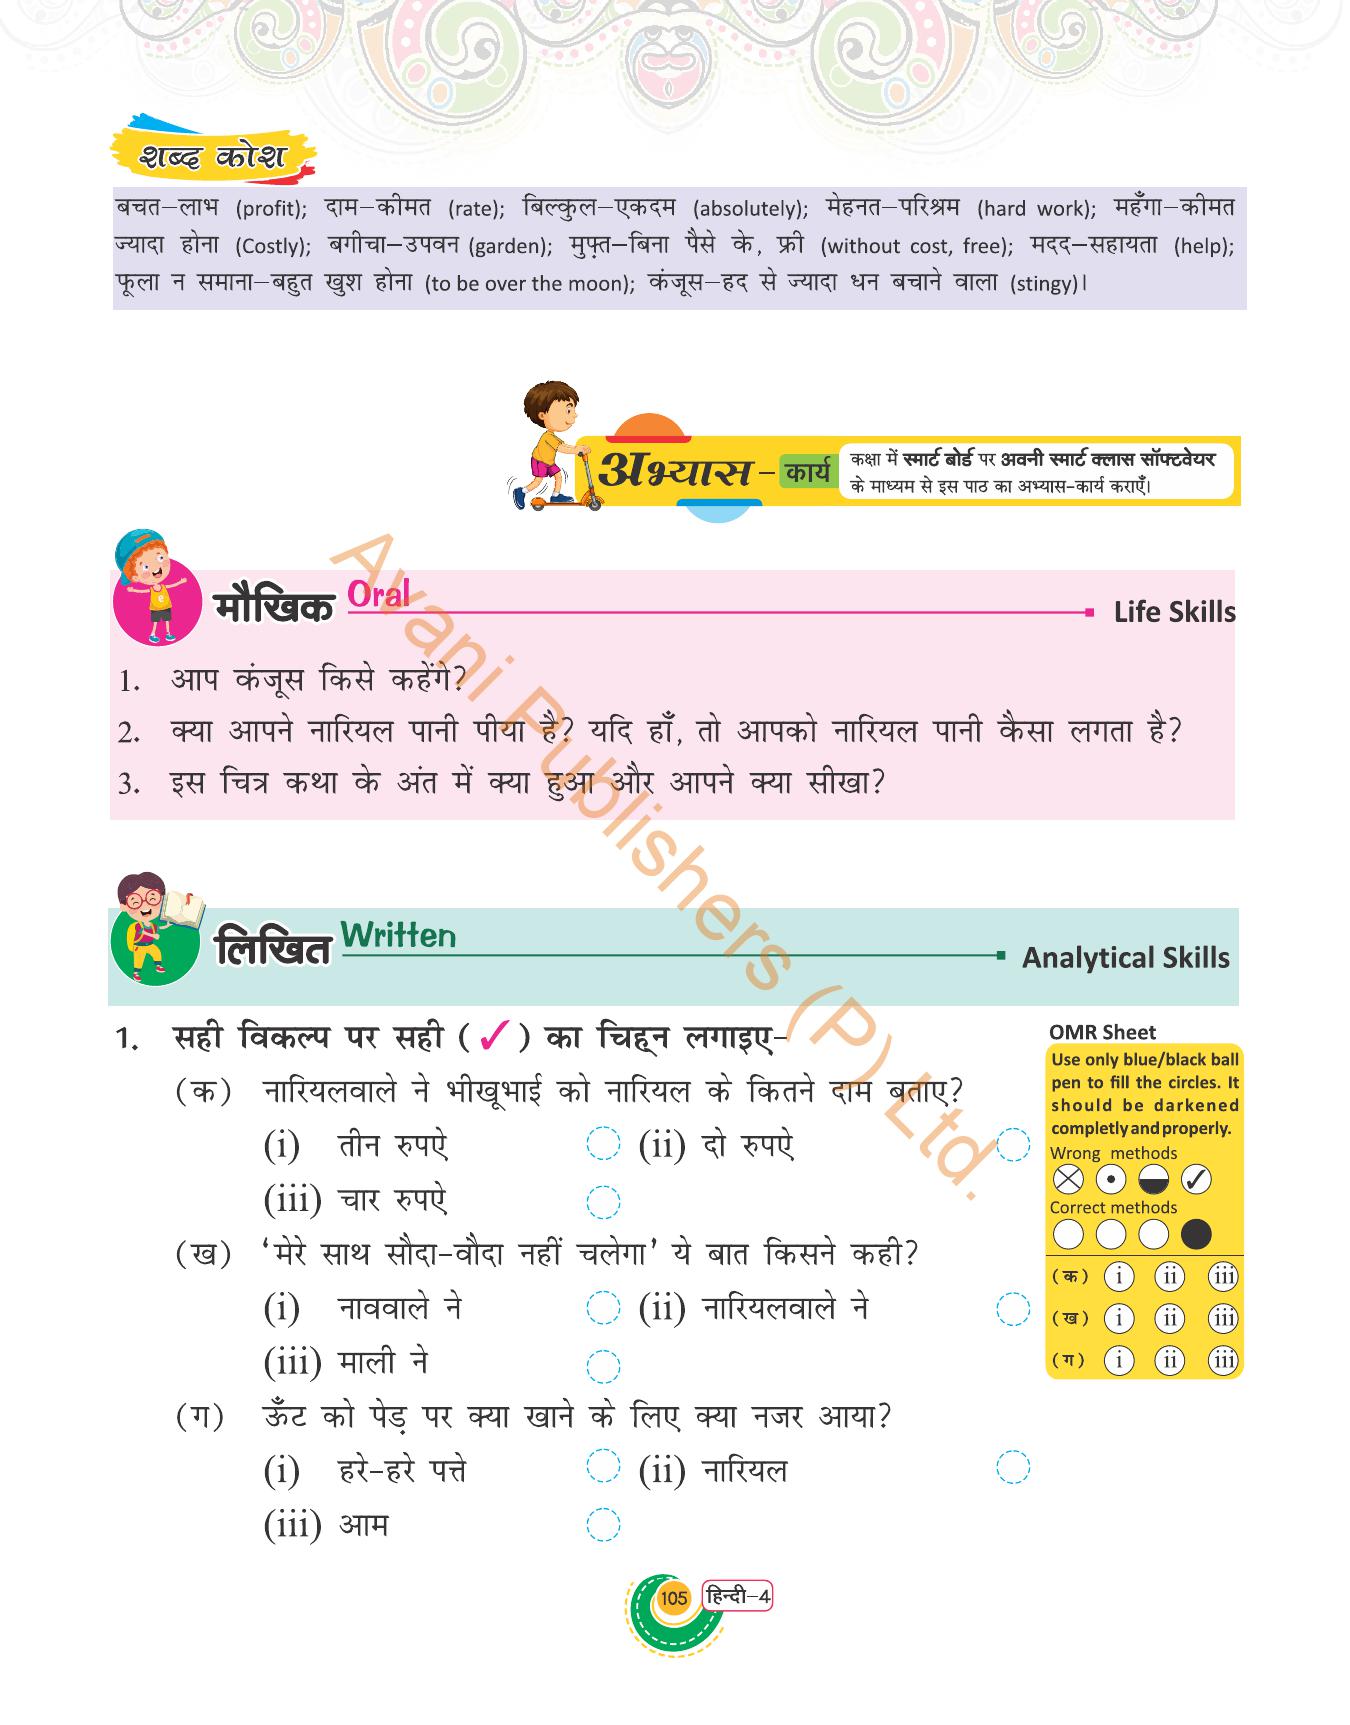 शब्द कोश
बचत–लाभ (profit); दाम–कीमत (rate); बिल्कुल–एकदम (absolutely); मेहनत–परिश्रम (hard work); महँगा–कीमत
ज्यादा होना (Costly); बगीचा–उपवन (garden); मुफ़्त–बिना पैसे के, फ्री (without cost, free); मदद–सहायता (help);
फूला न समाना–बहुत खुश होना (to be over the moon); कंजूस–हद से ज्यादा धन बचाने वाला (stingy)।
अभ्यास – कार्य
कक्षा में स्मार्ट बोर्ड पर अवनी स्मार्ट क्लास सॉफ्टवेयर
के माध्यम से इस पाठ का अभ्यास-कार्य कराएँ।
मौखिक Oral Life Skills
1. आप कंजूस किसे कहेंगे?
2. क्या आपने नारियल पानी पीया है? यदि हाँ, तो आपको नारियल पानी कैसा लगता है?
3. इस चित्र कथा के अंत में क्या हुआ और आपने क्या सीखा?
लिखित Written Analytical Skills
1. सही विकल्प पर सही (✓) का चिह्न लगाइए–
(क) नारियलवाले ने भीखूभाई को नारियल के कितने दाम बताए?
(i) तीन रुपऐ (ii) दो रुपऐ
(iii) चार रुपऐ
(ख) ‘मेरे साथ सौदा-वौदा नहीं चलेगा’ ये बात किसने कही?
(i) नाववाले ने (ii) नारियलवाले ने
(iii) माली ने
(ग) ऊँट को पेड़ पर क्या खाने के लिए क्या नजर आया?
(i) हरे-हरे पत्ते (ii) नारियल
(iii) आम
OMR Sheet
Use only blue/black ball
pen to fill the circles. It
should be darkened
completly and properly.
Wrong methods
Correct methods
(क) i ii iii
(ख) i ii iii
(ग) i ii iii
Avani Publishers (P) Ltd.
105 हिन्दी–4